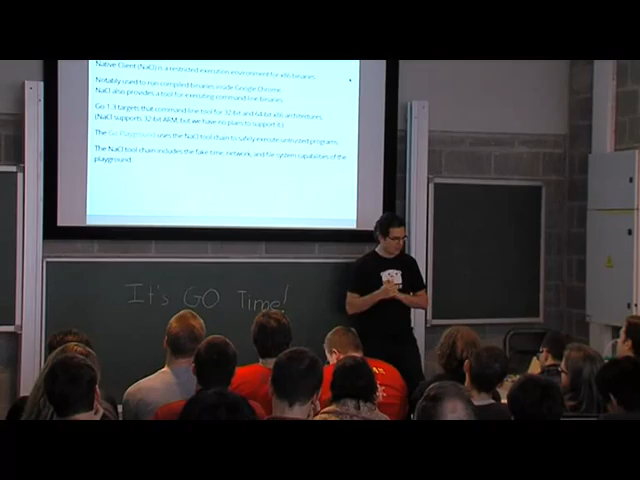 Native Client (NaCl) is a restricted execution environment for x86 binaries.
Notably used to run compiled binaries inside Google Chrome.
NaCl also provides a tool for executing command line binaries.
Go 1.3 targets that command line tool for 32-bit and 64-bit x86 architectures.
(NaCl supports 32-bit ARM, but we have no plans to support it.)
The Go Playground uses the NaCl tool chain to safely execute untrusted programs.
The NaCl tool chain includes the fake time, network, and file system capabilities of the
playground.
It's GO Time!